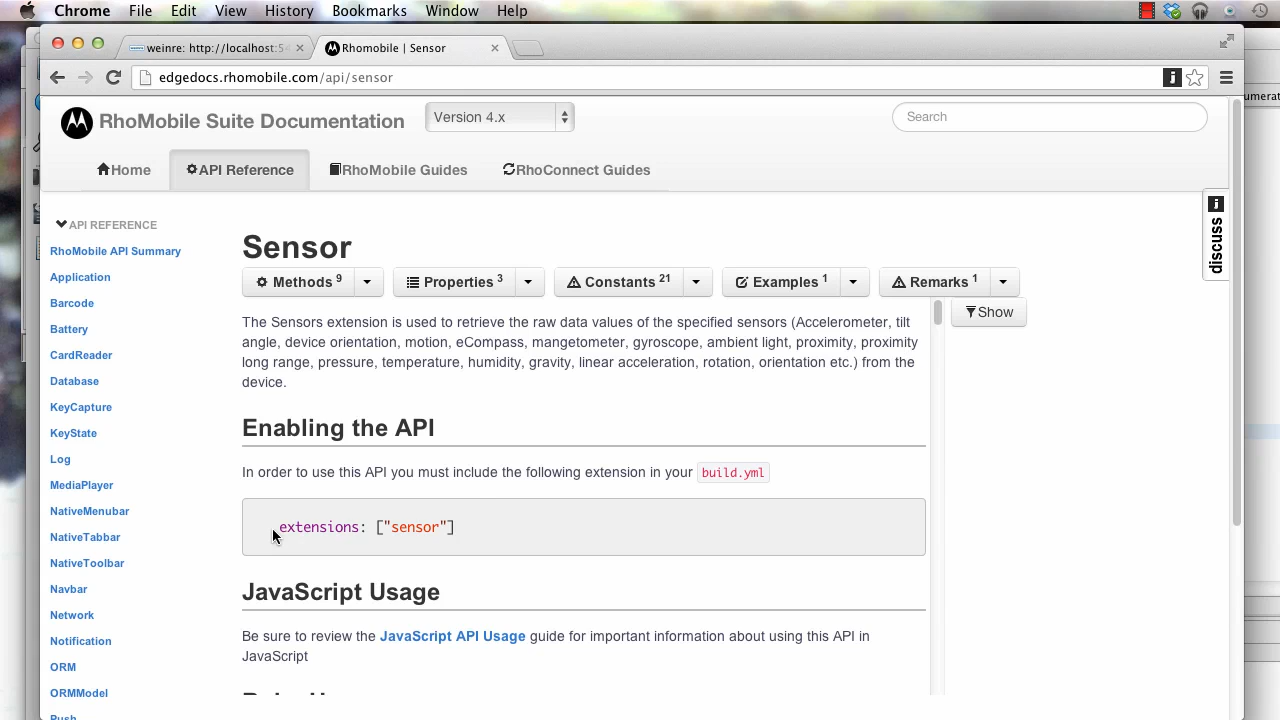 Chrome File Edit View History Bookmarks Window Help
weinre: http://localhost:54
Rhomobile | Sensor
edgedocs.rhomobile.com/api/sensor
RhoMobile Suite Documentation
Version 4.x
Search
Home
API Reference
RhoMobile Guides
RhoConnect Guides
discuss
API REFERENCE
RhoMobile API Summary
Application
Barcode
Battery
CardReader
Database
KeyCapture
KeyState
Log
MediaPlayer
NativeMenubar
NativeTabbar
NativeToolbar
Navbar
Network
Notification
ORM
ORMModel
Push
Sensor
Methods 9
Properties 3
Constants 21
Examples 1
Remarks 1
Show
The Sensors extension is used to retrieve the raw data values of the specified sensors (Accelerometer, tilt
angle, device orientation, motion, eCompass, mangetometer, gyroscope, ambient light, proximity, proximity
long range, pressure, temperature, humidity, gravity, linear acceleration, rotation, orientation etc.) from the
device.
Enabling the API
In order to use this API you must include the following extension in your build.yml
extensions: ["sensor"]
JavaScript Usage
Be sure to review the JavaScript API Usage guide for important information about using this API in
JavaScript